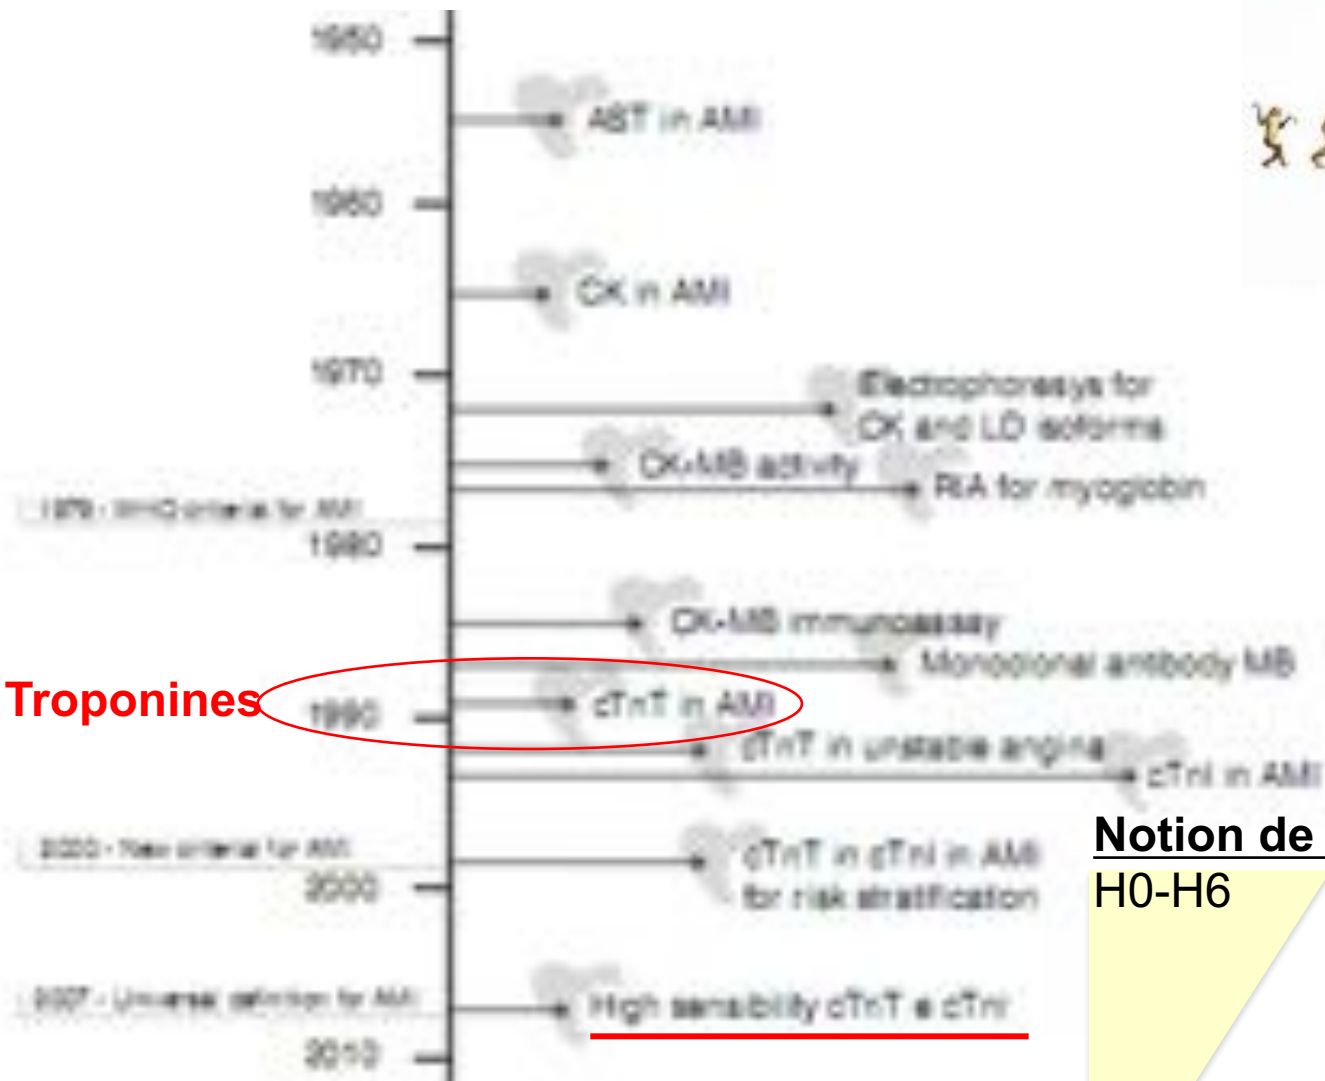 1950
AST in AMI
1960
CK in AMI
1970
Electrophoresys for
CK and LD isoforms
CK-MB activity
RIA for myoglobin
1979 - WHO criteria for AMI
1980
CK-MB immunoassay
Monoclonal antibody MB
Troponines
1990
cTnT in AMI
cTnT in unstable angina
cTnI in AMI
Notion de
H0-H6
2000 - New criteria for AMI
cTnT in cTnI in AMI
for risk stratification
2000
2007 - Universal definition for AMI
High sensibility cTnT e cTnI
2010